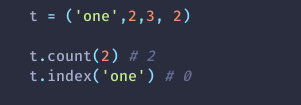 t = ('one',2,3, 2)
t.count(2) # 2
t.index('one') # 0